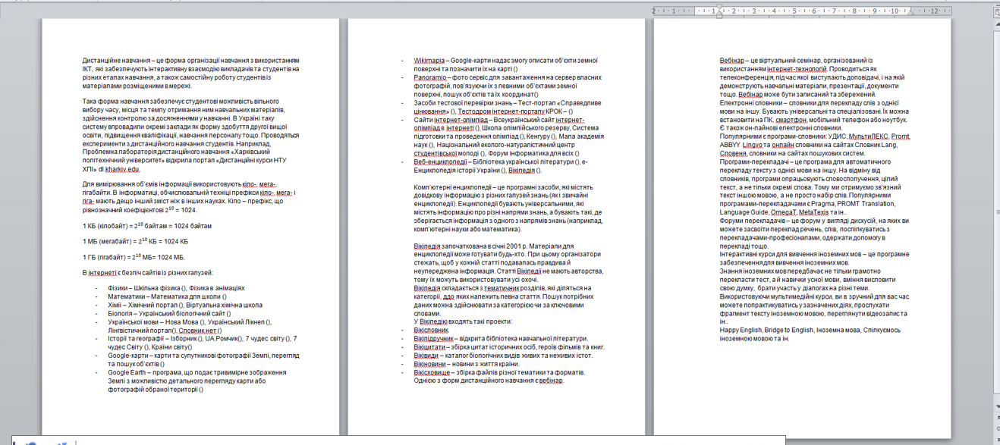 2 · 1 · 1 · 2 · 3 · 4 · 5 · 6 · 7 · 8 · 9 · 10 · 12
Дистанційне навчання – це форма організації навчання з використанням
ІКТ, які забезпечують інтерактивну взаємодію викладачів та студентів на
різних етапах навчання, а також самостійну роботу студентів із
матеріалами розміщеними в мережі.
Така форма навчання забезпечує студентові можливість вільного
вибору часу, місця та темпу отримання ним навчальних матеріалів,
здійснення контролю за досягненнями у навчанні. В Україні таку
систему впровадили окремі заклади як форму здобуття другої вищої
освіти, підвищення кваліфікації, навчання персоналу тощо. Проводяться
експерименти з дистанційного навчання студентів. Наприклад,
Проблемна лабораторія дистанційного навчання «Харківський
політехнічний університет» відкрила портал «Дистанційні курси НТУ
ХПІ» dl.kharkiv.edu.
Для вимірювання об'ємів інформації використовують кіло-, мега-,
гігабайти. В інформатиці, обчислювальній техніці префікси кіло-, мега- і
гіга- мають дещо інший зміст ніж в інших науках. Кіло – префікс, що
рівнозначний коефіцієнтові 2¹⁰ = 1024.
1 КБ (кілобайт) = 2¹⁰ байтам = 1024 байтам
1 МБ (мегабайт) = 2¹⁰ КБ = 1024 КБ
1 ГБ (гігабайт) = 2¹⁰ МБ= 1024 МБ.
В інтернеті є безліч сайтів із різних галузей:
- Фізики – Шкільна фізика (), Фізика в анімаціях
- Математики – Математика для школи ()
- Хімії – Хімічний портал (), Віртуальна хімічна школа
- Біологія – Український біологічний сайт ()
- Української мови – Нова Мова (), Український Лікнеп (),
Лінгвістичний портал(), Словник.нет ()
- Історії та географії – Ізборник (), UA.Ромчик(), 7 чудес світу (), 7
чудес Світу (), Країни світу()
- Google-карти – карти та супутникові фотографії Землі, перегляд
та пошук об'єктів ()
- Google Earth – програма, що подає тривимірне зображення
Землі з можливістю детального перегляду карти або
фотографій обраної території ()
- Wikimapia – Google-карти надає змогу описати об'єкти земної
поверхні та позначити їх на карті ()
- Panoramio – фото сервіс для завантаження на сервер власних
фотографій, пов'язуючи їх з певними об'єктами земної
поверхні, пошук об'єктів та їх координат()
- Засоби тестової перевірки знань – Тест-портал «Справедливе
цінювання» (), Тестодром інтернет-порталу КРОК – ()
- Сайти інтернет-олімпіад – Всеукраїнський сайт інтернет-
олімпіад в інтернеті (), Школа олімпійського резерву, Система
підготовки та проведення олімпіад (), Кенгуру (), Мала академія
наук (), Національний еколого-натуралістичний центр
студентівської молоді (), Форум інформатика для всіх ()
- Веб-енциклопедії – Бібліотека української літератури (), е-
Енциклопедія історії України (), Вікіпедія ().
Комп'ютерні енциклопедії – це програмні засоби, які містять
довідкову інформацію з різних галузей знань (як і звичайні
енциклопедії). Енциклопедії бувають універсальними, які
містять інформацію про різні напрями знань, а бувають такі, де
зберігається інформація з одного з напрямів знань (наприклад,
комп'ютерні науки або математика).
Вікіпедія започаткована в січні 2001 р. Матеріали для
енциклопедії може готувати будь-хто. При цьому організатори
стежать, щоб у кожній статті подавалась правдива й
неупереджена інформація. Статті Вікіпедії не мають авторства,
тому їх можуть використовувати усі охочі.
Вікіпедія складається з тематичник розділів, які діляться на
категорії, ддо яких належить певна стаття. Пошук потрібних
даних можна здійснювати за категорією чи за ключовими
словами.
У Вікіпедію входять такі проекти:
- Вікісловник,
- Вікіпідручник – відкрита бібліотека навчальної літератури.
- Вікіцитати – збірка цитат історичних осіб, героїв фільмів та книг.
- Віківиди – каталог біологічних видів живих та неживих істот.
- Вікіновини – новини з життя країни.
- Вікісховище – збірка файлів різної тематики та форматів.
Однією з форм дистанційного навчання є вебінар.
Вебінар – це віртуальний семінар, організований із
використанням інтернет-технологій. Проводиться як
телеконференція, під час якої виступають доповідачі, і на якій
демонструють навчальні матеріали, презентації, документи
тощо. Вебінар може бути записаний та збережений.
Електронні словники – словники для перекладу слів з однієї
мови на іншу. Бувають універсальні та спеціалізовані. Їх можна
встановити на ПК, смартфон, мобільний телефон або ноутбук.
Є також он-лайнові електронні словники.
Популярними є програми-словники: УДИС, МультиЛЕКС, Promt,
ABBYY Lingvo та онлайн словники на сайтах Словник Lang,
Словеня, словники на сайтах пошукових систем.
Програми-перекладачі – це програма для автоматичного
перекладу тексту з однієї мови на іншу. На відміну від
словників, програми опрацьовують словосполучення, цілий
текст, а не тільки окремі слова. Тому ми отримуємо зв'язний
текст іншою мовою, а не просто набір слів. Популярними
програмами-перекладачами є Pragma, PROMT Translation,
Language Guide, OmegaT, MetaTexis та ін..
Форуми перекладачів – це форум у вигляді дискусій, на яких ви
можете засвоїти переклад речень, слів, поспілкуватись з
перекладачами-професіоналами, одержати допомогу в
перекладі тощо.
Інтерактивні курси для вивчення іноземних мов – це програмне
забезпечення для вивчення іноземних мов.
Знання іноземних мов передбачає не тільки грамотно
перекласти тест, а й навички усної мови, вміння висловити
свою думку, брати участь у діалогах на різні теми.
Використовуючи мультимедійні курси, ви в зручний для вас час
можете попрактикуватись у зазначених діях, прослухати
фрагмент тексту іноземною мовою, переглянути відеозапис та
ін..
Happy English, Bridge to English, Іноземна мова, Спілкуємось
іноземною мовою та ін.